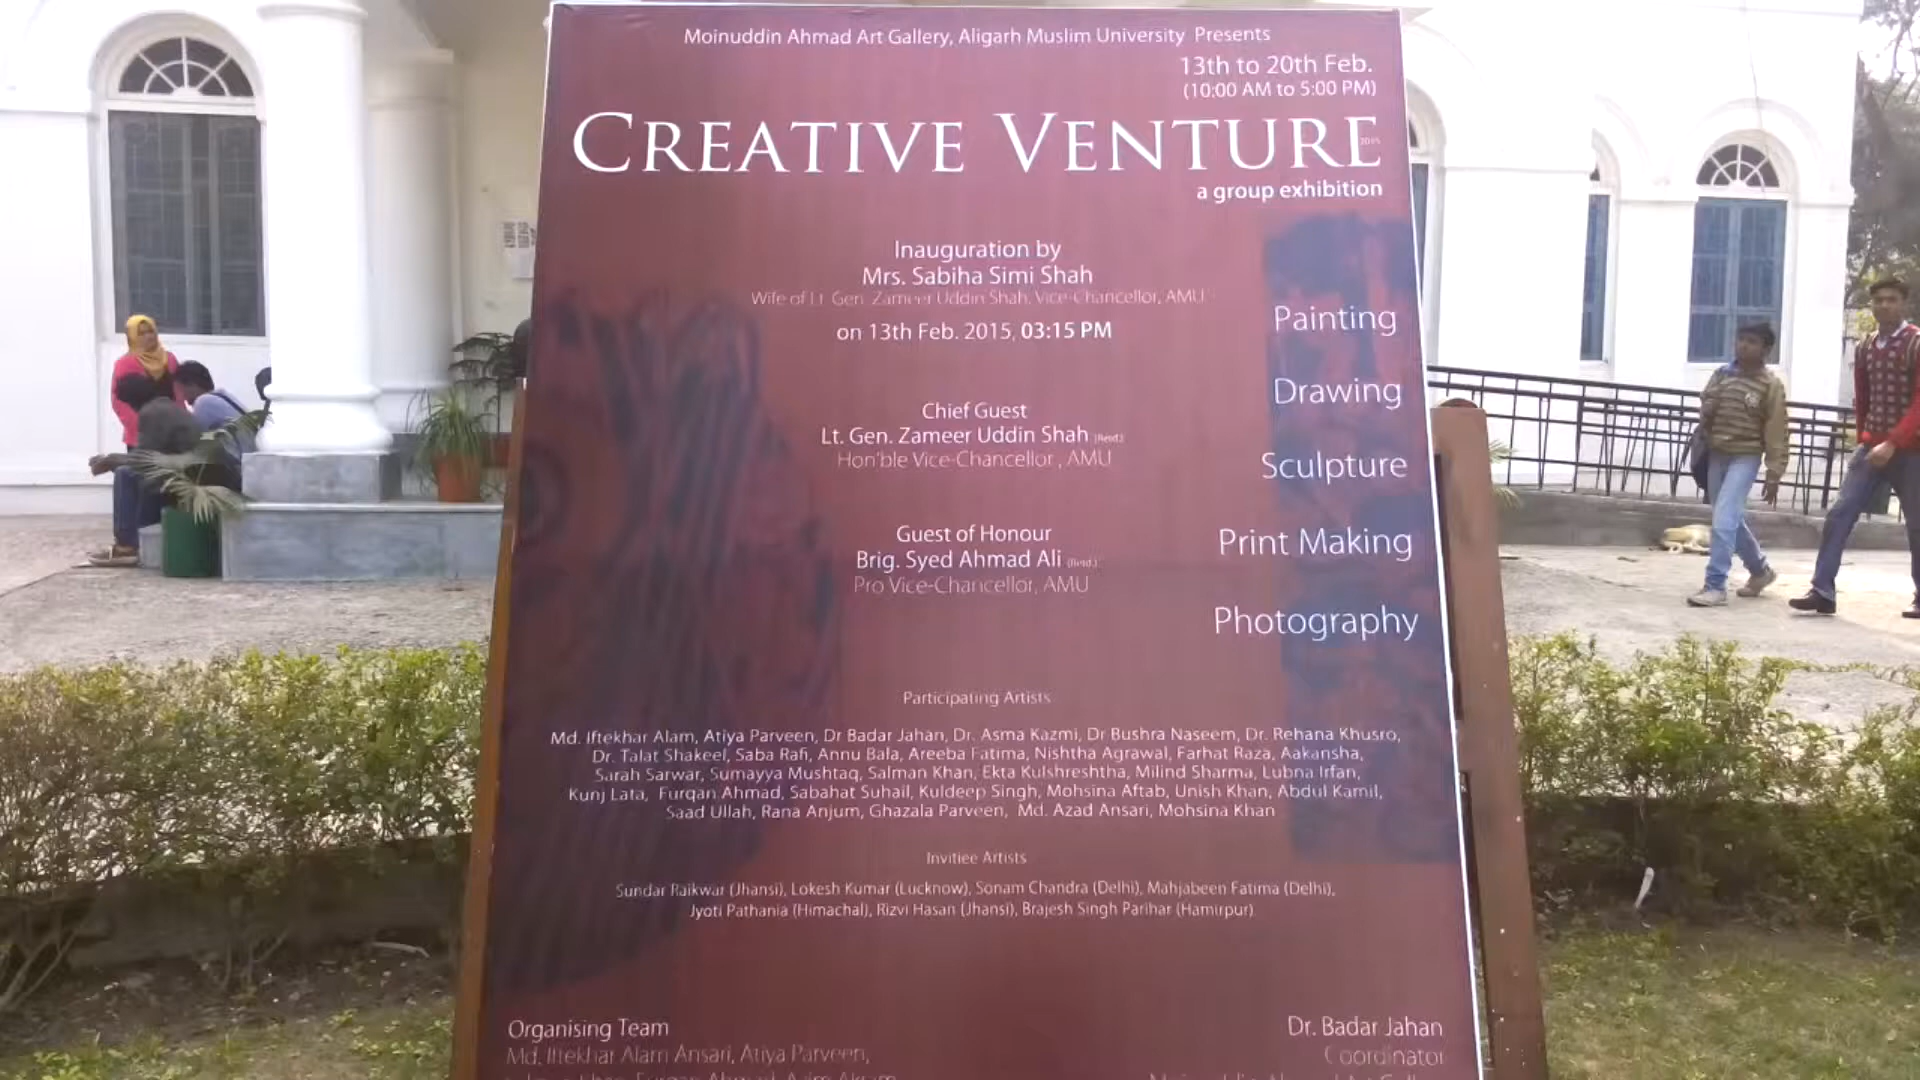 Moinuddin Ahmad Art Gallery, Aligarh Muslim University Presents
13th to 20th Feb.
(10:00 AM to 5:00 PM)
CREATIVE VENTURE
2015
a group exhibition
Inauguration by
Mrs. Sabiha Simi Shah
Wife of Lt. Gen. Zameer Uddin Shah, Vice-Chancellor, AMU
on 13th Feb. 2015, 03:15 PM
Painting
Drawing
Sculpture
Print Making
Photography
Chief Guest
Lt. Gen. Zameer Uddin Shah (Retd.)
Hon'ble Vice-Chancellor , AMU
Guest of Honour
Brig. Syed Ahmad Ali (Retd.)
Pro Vice-Chancellor, AMU
Participating Artists
Md. Iftekhar Alam, Atiya Parveen, Dr Badar Jahan, Dr. Asma Kazmi, Dr Bushra Naseem, Dr. Rehana Khusro,
Dr. Talat Shakeel, Saba Rafi, Annu Bala, Areeba Fatima, Nishtha Agrawal, Farhat Raza, Aakansha,
Sarah Sarwar, Sumayya Mushtaq, Salman Khan, Ekta Kulshreshtha, Milind Sharma, Lubna Irfan,
Kunj Lata, Furqan Ahmad, Sabahat Suhail, Kuldeep Singh, Mohsina Aftab, Unish Khan, Abdul Kamil,
Saad Ullah, Rana Anjum, Ghazala Parveen, Md. Azad Ansari, Mohsina Khan
Invitiee Artists
Sundar Raikwar (Jhansi), Lokesh Kumar (Lucknow), Sonam Chandra (Delhi), Mahjabeen Fatima (Delhi),
Jyoti Pathania (Himachal), Rizvi Hasan (Jhansi), Brajesh Singh Parihar (Hamirpur)
Organising Team
Md. Iftekhar Alam Ansari, Atiya Parveen,
Dr. Badar Jahan
Coordinator